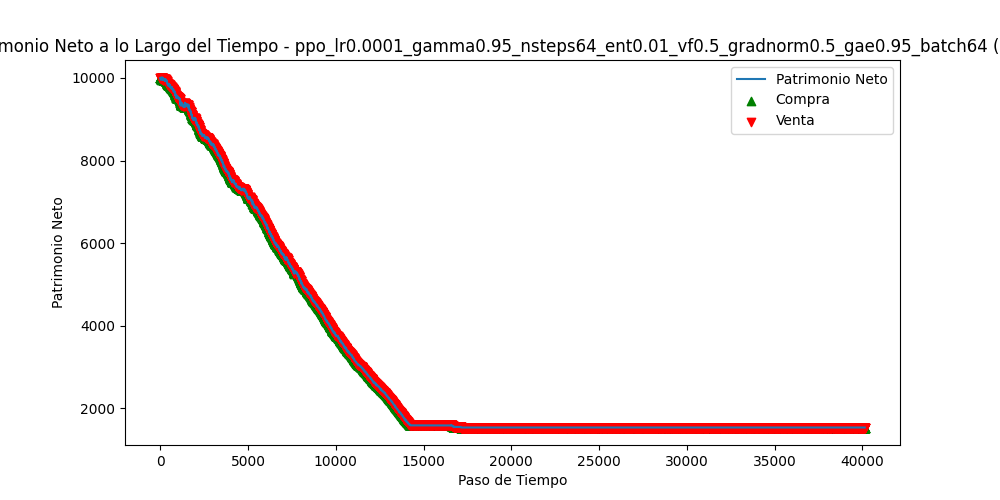 monio Neto a lo Largo del Tiempo - ppo_lr0.0001_gamma0.95_nsteps64_ent0.01_vf0.5_gradnorm0.5_gae0.95_batch64 (
Patrimonio Neto
Compra
Venta
10000
8000
6000
4000
2000
Patrimonio Neto
0 5000 10000 15000 20000 25000 30000 35000 40000
Paso de Tiempo